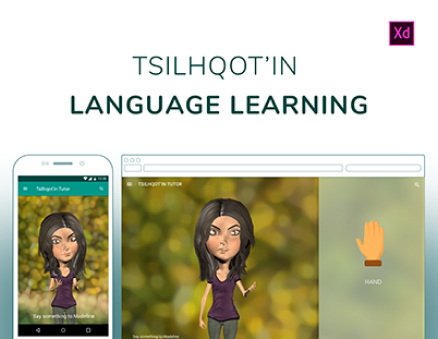 Xd
TSILHQOT'IN
LANGUAGE LEARNING
Tsilhqot'in Tutor
Say something to Madeline
TSILHQOT'IN TUTOR
HAND
Say something to Madeline